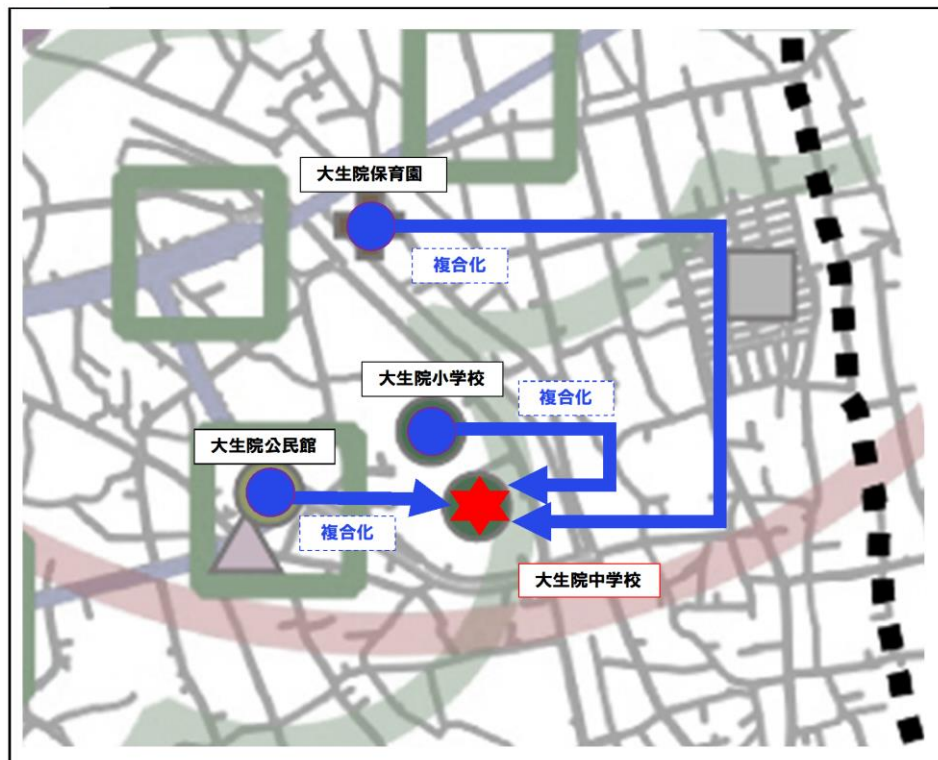 大生院保育園
複合化
大生院小学校
複合化
大生院公民館
複合化
大生院中学校